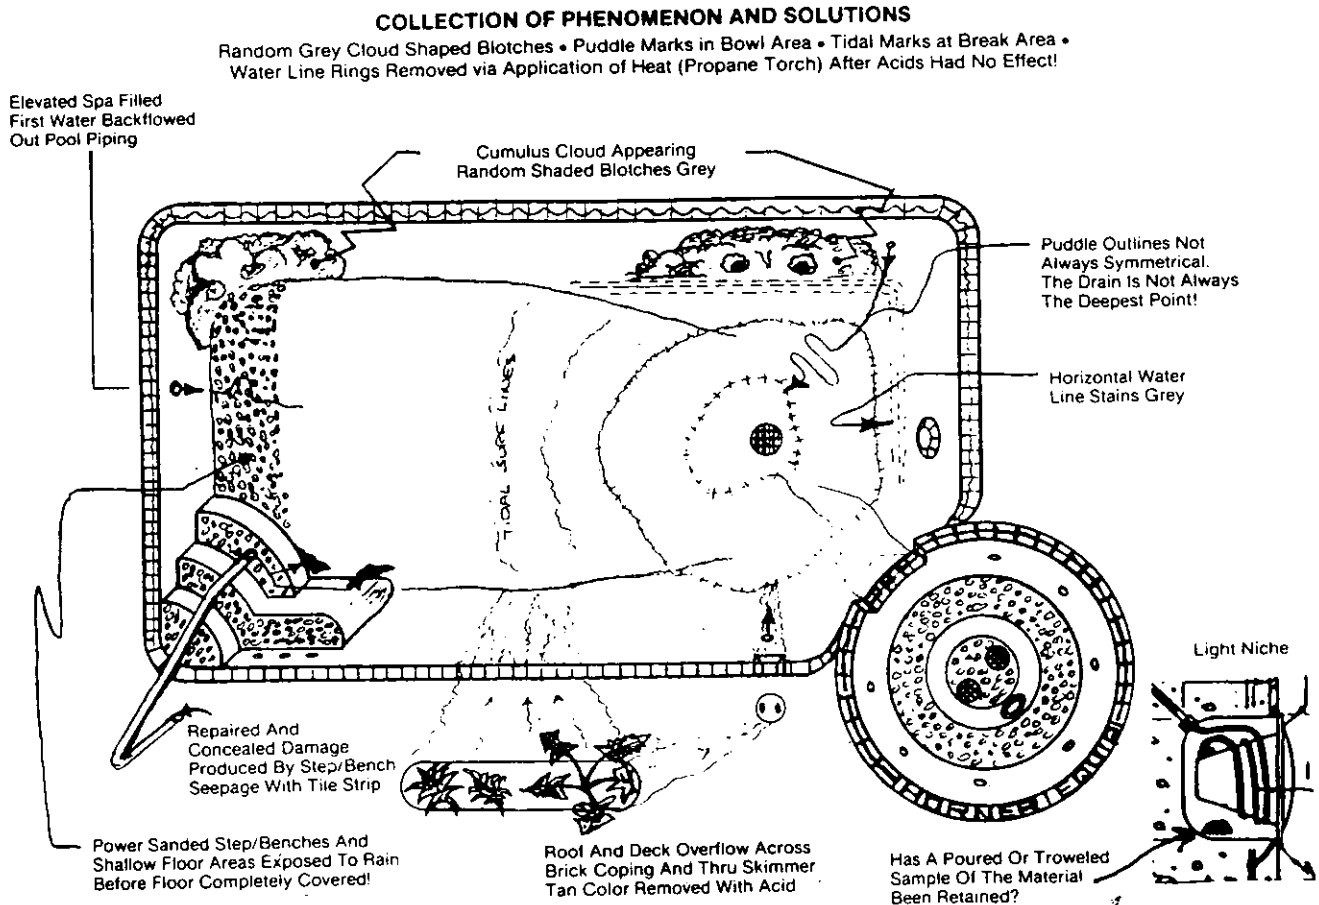 COLLECTION OF PHENOMENON AND SOLUTIONS
Random Grey Cloud Shaped Blotches • Puddle Marks in Bowl Area • Tidal Marks at Break Area •
Water Line Rings Removed via Application of Heat (Propane Torch) After Acids Had No Effect!
Elevated Spa Filled
First Water Backflowed
Out Pool Piping
Cumulus Cloud Appearing
Random Shaded Blotches Grey
Puddle Outlines Not
Always Symmetrical.
The Drain Is Not Always
The Deepest Point!
Horizontal Water
Line Stains Grey
TIDAL SURF LINES
Light Niche
Repaired And
Concealed Damage
Produced By Step/Bench
Seepage With Tile Strip
HORNER EQUIP
Power Sanded Step/Benches And
Shallow Floor Areas Exposed To Rain
Before Floor Completely Covered!
Roof And Deck Overflow Across
Brick Coping And Thru Skimmer
Tan Color Removed With Acid
Has A Poured Or Troweled
Sample Of The Material
Been Retained?